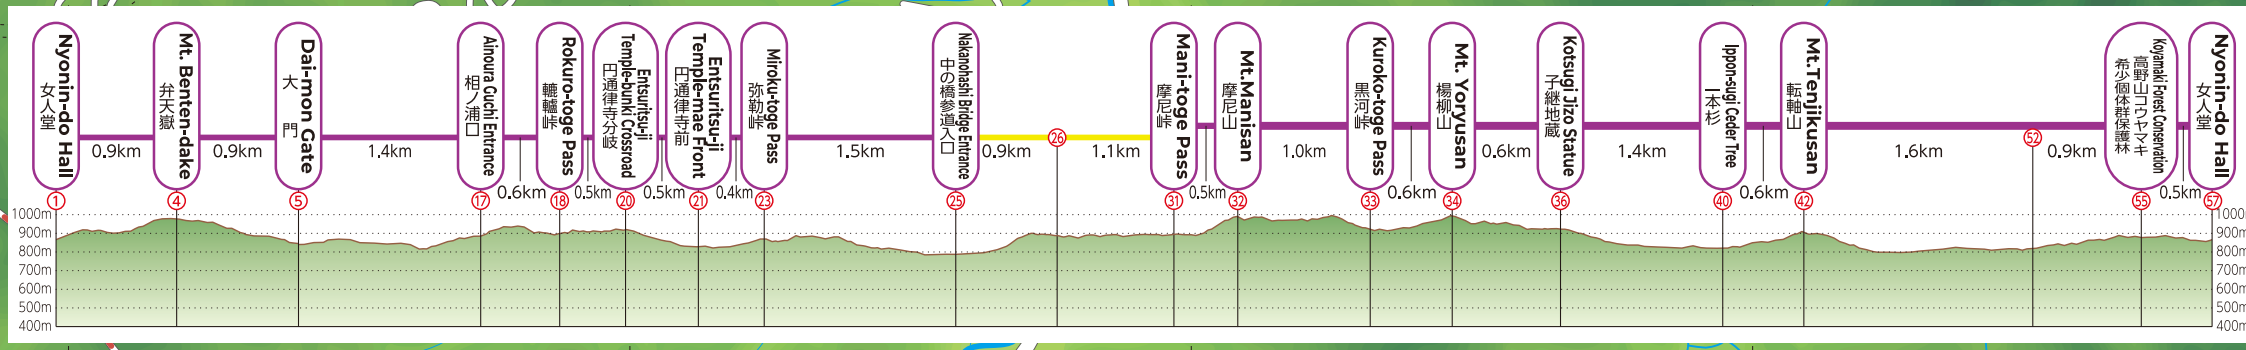 Nyonin-do Hall
女人堂
Mt. Benten-dake
弁天嶽
Dai-mon Gate
大門
Ainoura Guchi Entrance
相ノ浦口
Rokuro-toge Pass
轆轤峠
Entsuritsu-ji
Temple-bunki Crossroad
円通律寺分岐
Entsuritsu-ji
Temple-mae Front
円通律寺前
Miroku-toge Pass
弥勒峠
Nakanohashi Bridge Entrance
中の橋参道入口
Mani-toge Pass
摩尼峠
Mt.Manisan
摩尼山
Kuroko-toge Pass
黒河峠
Mt. Yoryusan
楊柳山
Kotsugi Jizo Statue
子継地蔵
Ippon-sugi Ceder Tree
一本杉
Mt.Tenjikusan
転軸山
Koyamaki Forest Conservation
高野山コウヤマキ
希少個体群保護林
Nyonin-do Hall
女人堂
0.9km
0.9km
1.4km
0.6km
0.5km
0.5km
0.4km
1.5km
0.9km
26
1.1km
0.5km
1.0km
0.6km
0.6km
1.4km
0.6km
1.6km
52
0.9km
0.5km
1
4
5
17
18
20
21
23
25
31
32
33
34
36
40
42
55
57
1000m
900m
800m
700m
600m
500m
400m
1000m
900m
800m
700m
600m
500m
400m